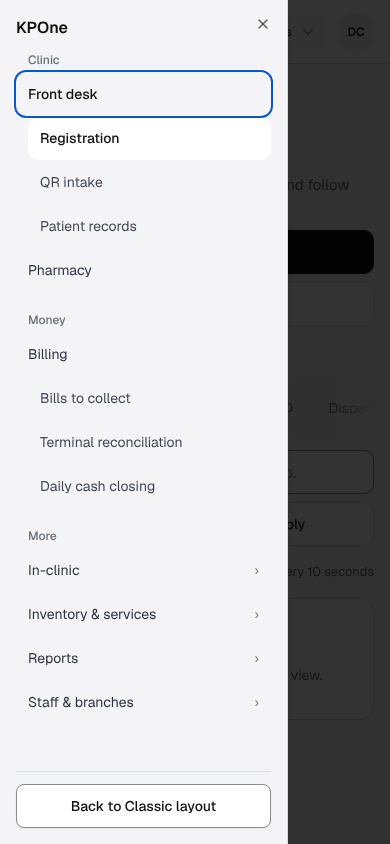 KPOne
Clinic
Front desk
Registration
QR intake
Patient records
Pharmacy
Money
Billing
Bills to collect
Terminal reconciliation
Daily cash closing
More
In-clinic
Inventory & services
Reports
Staff & branches
Back to Classic layout
DC
nd follow
Dispe
ply
ery 10 seconds
view.